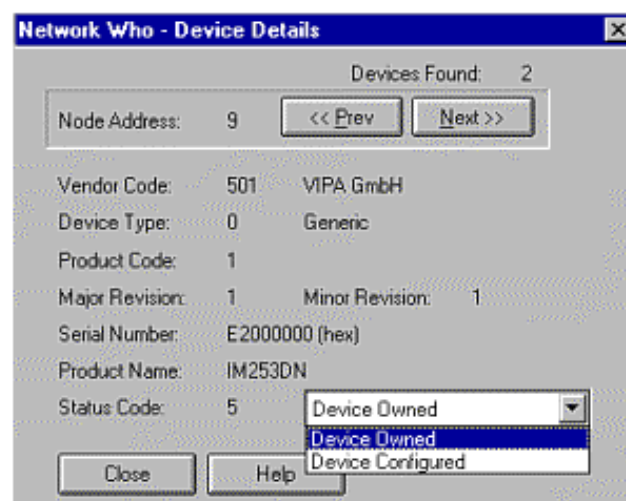 Network Who - Device Details
Devices Found: 2
Node Address: 9 << Prev Next >>
Vendor Code: 501 VIPA GmbH
Device Type: 0 Generic
Product Code: 1
Major Revision: 1 Minor Revision: 1
Serial Number: E2000000 (hex)
Product Name: IM253DN
Status Code: 5 Device Owned
Device Owned
Device Configured
Close Help